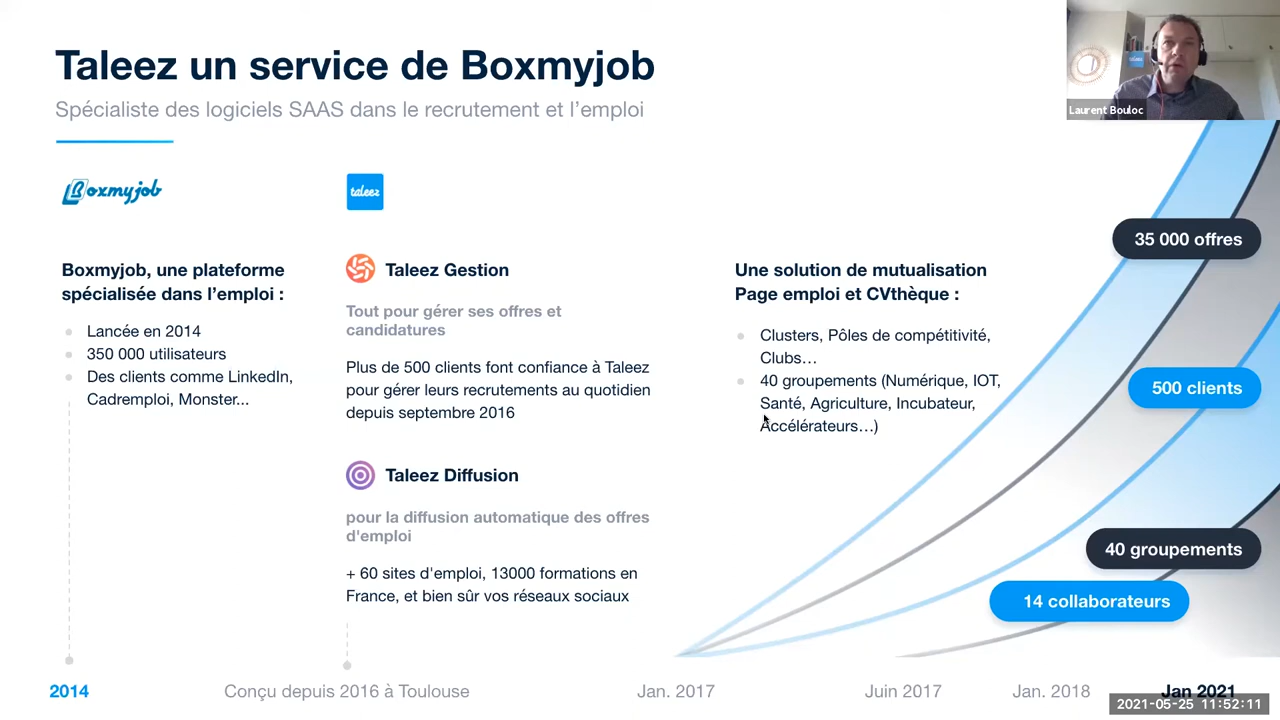 Taleez un service de Boxmyjob
Spécialiste des logiciels SAAS dans le recrutement et l'emploi
Laurent Bouloc
Boxmyjob
taleez
Boxmyjob, une plateforme
spécialisée dans l'emploi :
Lancée en 2014
350 000 utilisateurs
Des clients comme LinkedIn,
Cadremploi, Monster...
Taleez Gestion
Tout pour gérer ses offres et
candidatures
Plus de 500 clients font confiance à Taleez
pour gérer leurs recrutements au quotidien
depuis septembre 2016
Taleez Diffusion
pour la diffusion automatique des offres
d'emploi
+ 60 sites d'emploi, 13000 formations en
France, et bien sûr vos réseaux sociaux
Une solution de mutualisation
Page emploi et CVthèque :
Clusters, Pôles de compétitivité,
Clubs…
40 groupements (Numérique, IOT,
Santé, Agriculture, Incubateur,
Accélérateurs…)
35 000 offres
500 clients
40 groupements
14 collaborateurs
2014
Conçu depuis 2016 à Toulouse
Jan. 2017
Juin 2017
Jan. 2018
Jan 2021
2021-05-25 11:52:11